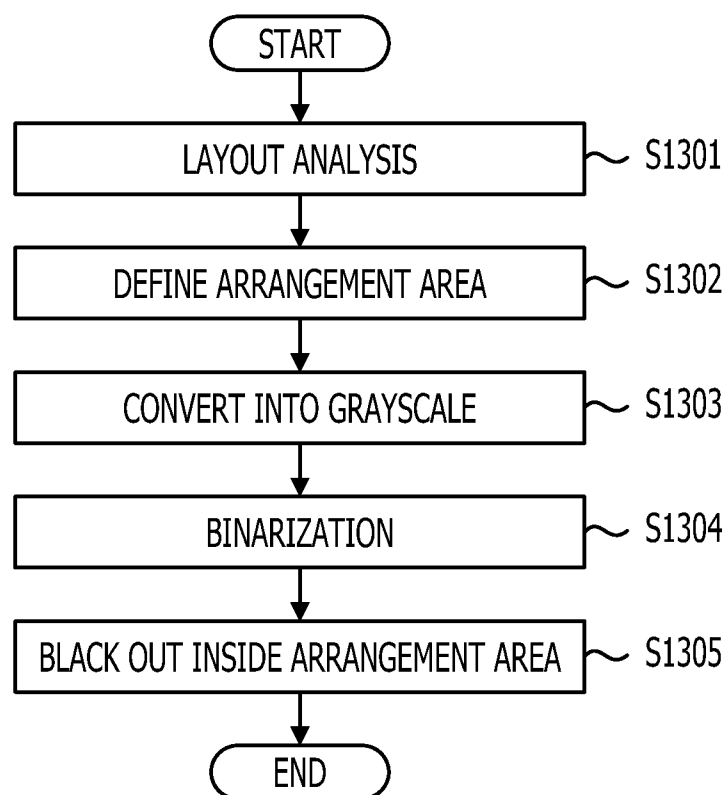 START
LAYOUT ANALYSIS
S1301
DEFINE ARRANGEMENT AREA
S1302
CONVERT INTO GRAYSCALE
S1303
BINARIZATION
S1304
BLACK OUT INSIDE ARRANGEMENT AREA
S1305
END